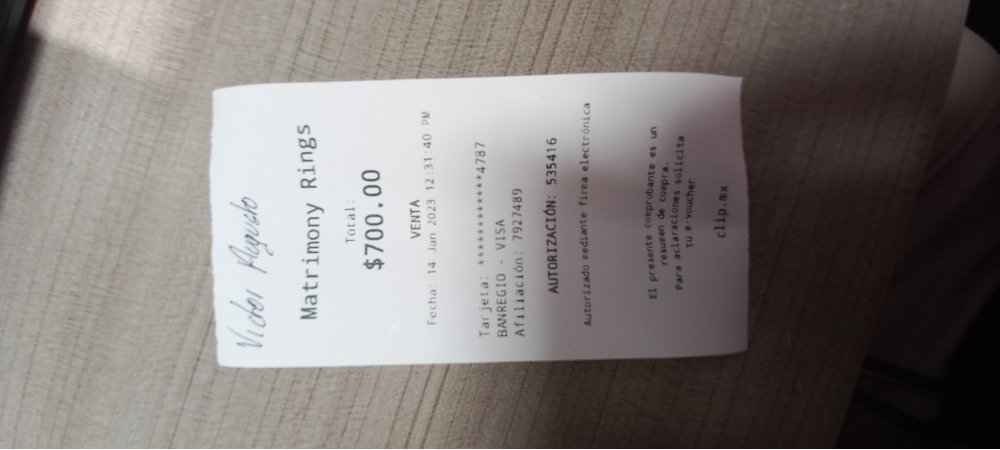 Victor Augusto
Matrimony Rings
Total:
$700.00
VENTA
Fecha: 14 Jan 2023 12:31:40 PM
Tarjeta: ************4787
BANREGIO - VISA
Afiliación: 7927489
AUTORIZACIÓN: 535416
Autorizado mediante firma electrónica
El presente comprobante es un
resumen de compra.
Para aclaraciones solicita
tu e-voucher
clip.mx